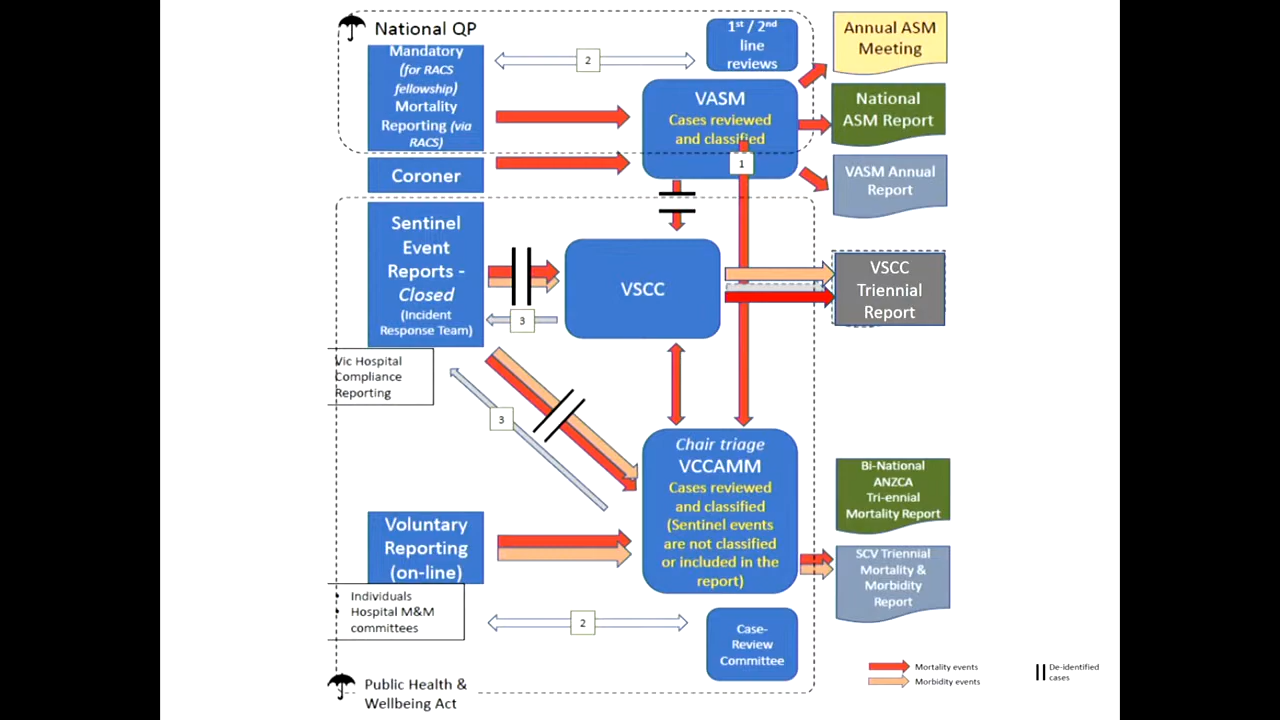 National QP
Mandatory
(for RACS
fellowship)
Mortality
Reporting (via
RACS)
2
1st / 2nd
line
reviews
Annual ASM
Meeting
VASM
Cases reviewed
and classified
National
ASM Report
1
Coroner
VASM Annual
Report
Sentinel
Event
Reports -
Closed
(Incident
Response Team)
3
VSCC
VSCC
Triennial
Report
Vic Hospital
Compliance
Reporting
3
Chair triage
VCCAMM
Cases reviewed
and classified
(Sentinel events
are not classified
or included in the
report)
Bi-National
ANZCA
Tri-ennial
Mortality Report
Voluntary
Reporting
(on-line)
SCV Triennial
Mortality &
Morbidity
Report
• Individuals
• Hospital M&M
committees
2
Case-
Review
Committee
Mortality events
Morbidity events
De-identified
cases
Public Health &
Wellbeing Act